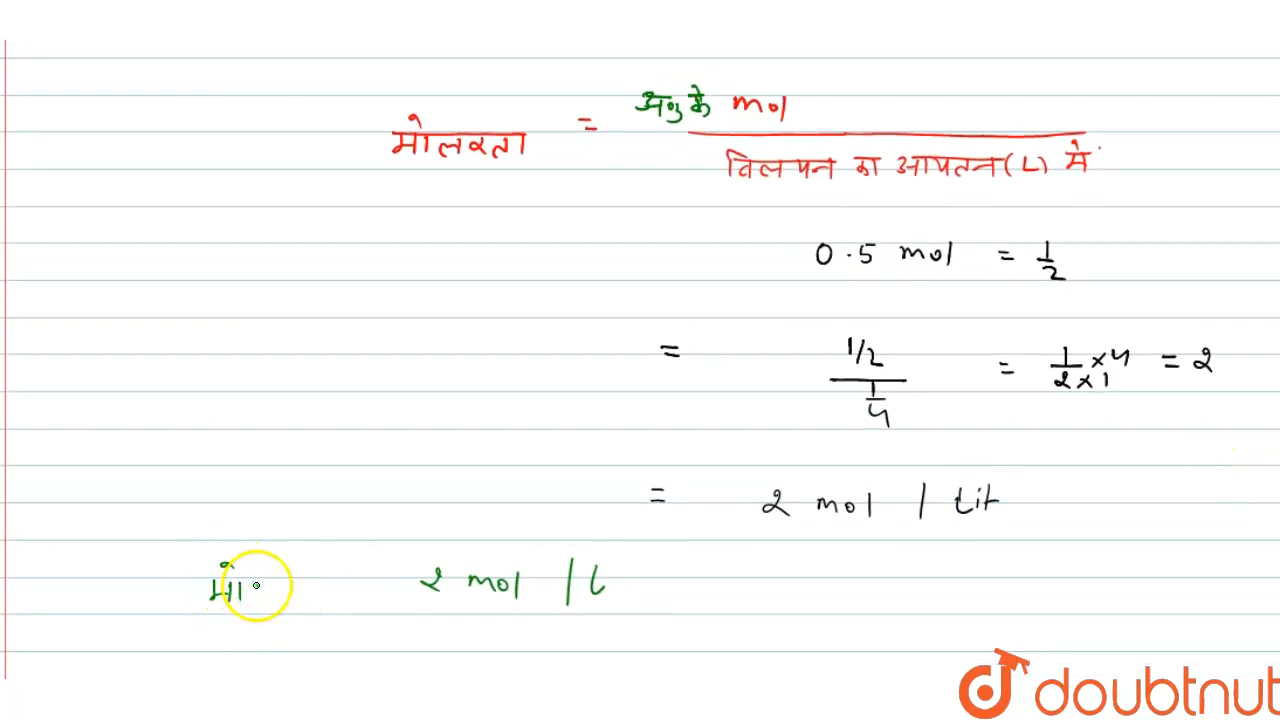 मोलरता = अणु के mol / विलयन का आयतन (L) में
0.5 mol = 1/2
= 1/2 / 1/4 = 1×4 / 2×1 = 2
= 2 mol / Lit
मो 2 mol / L
doubtnut